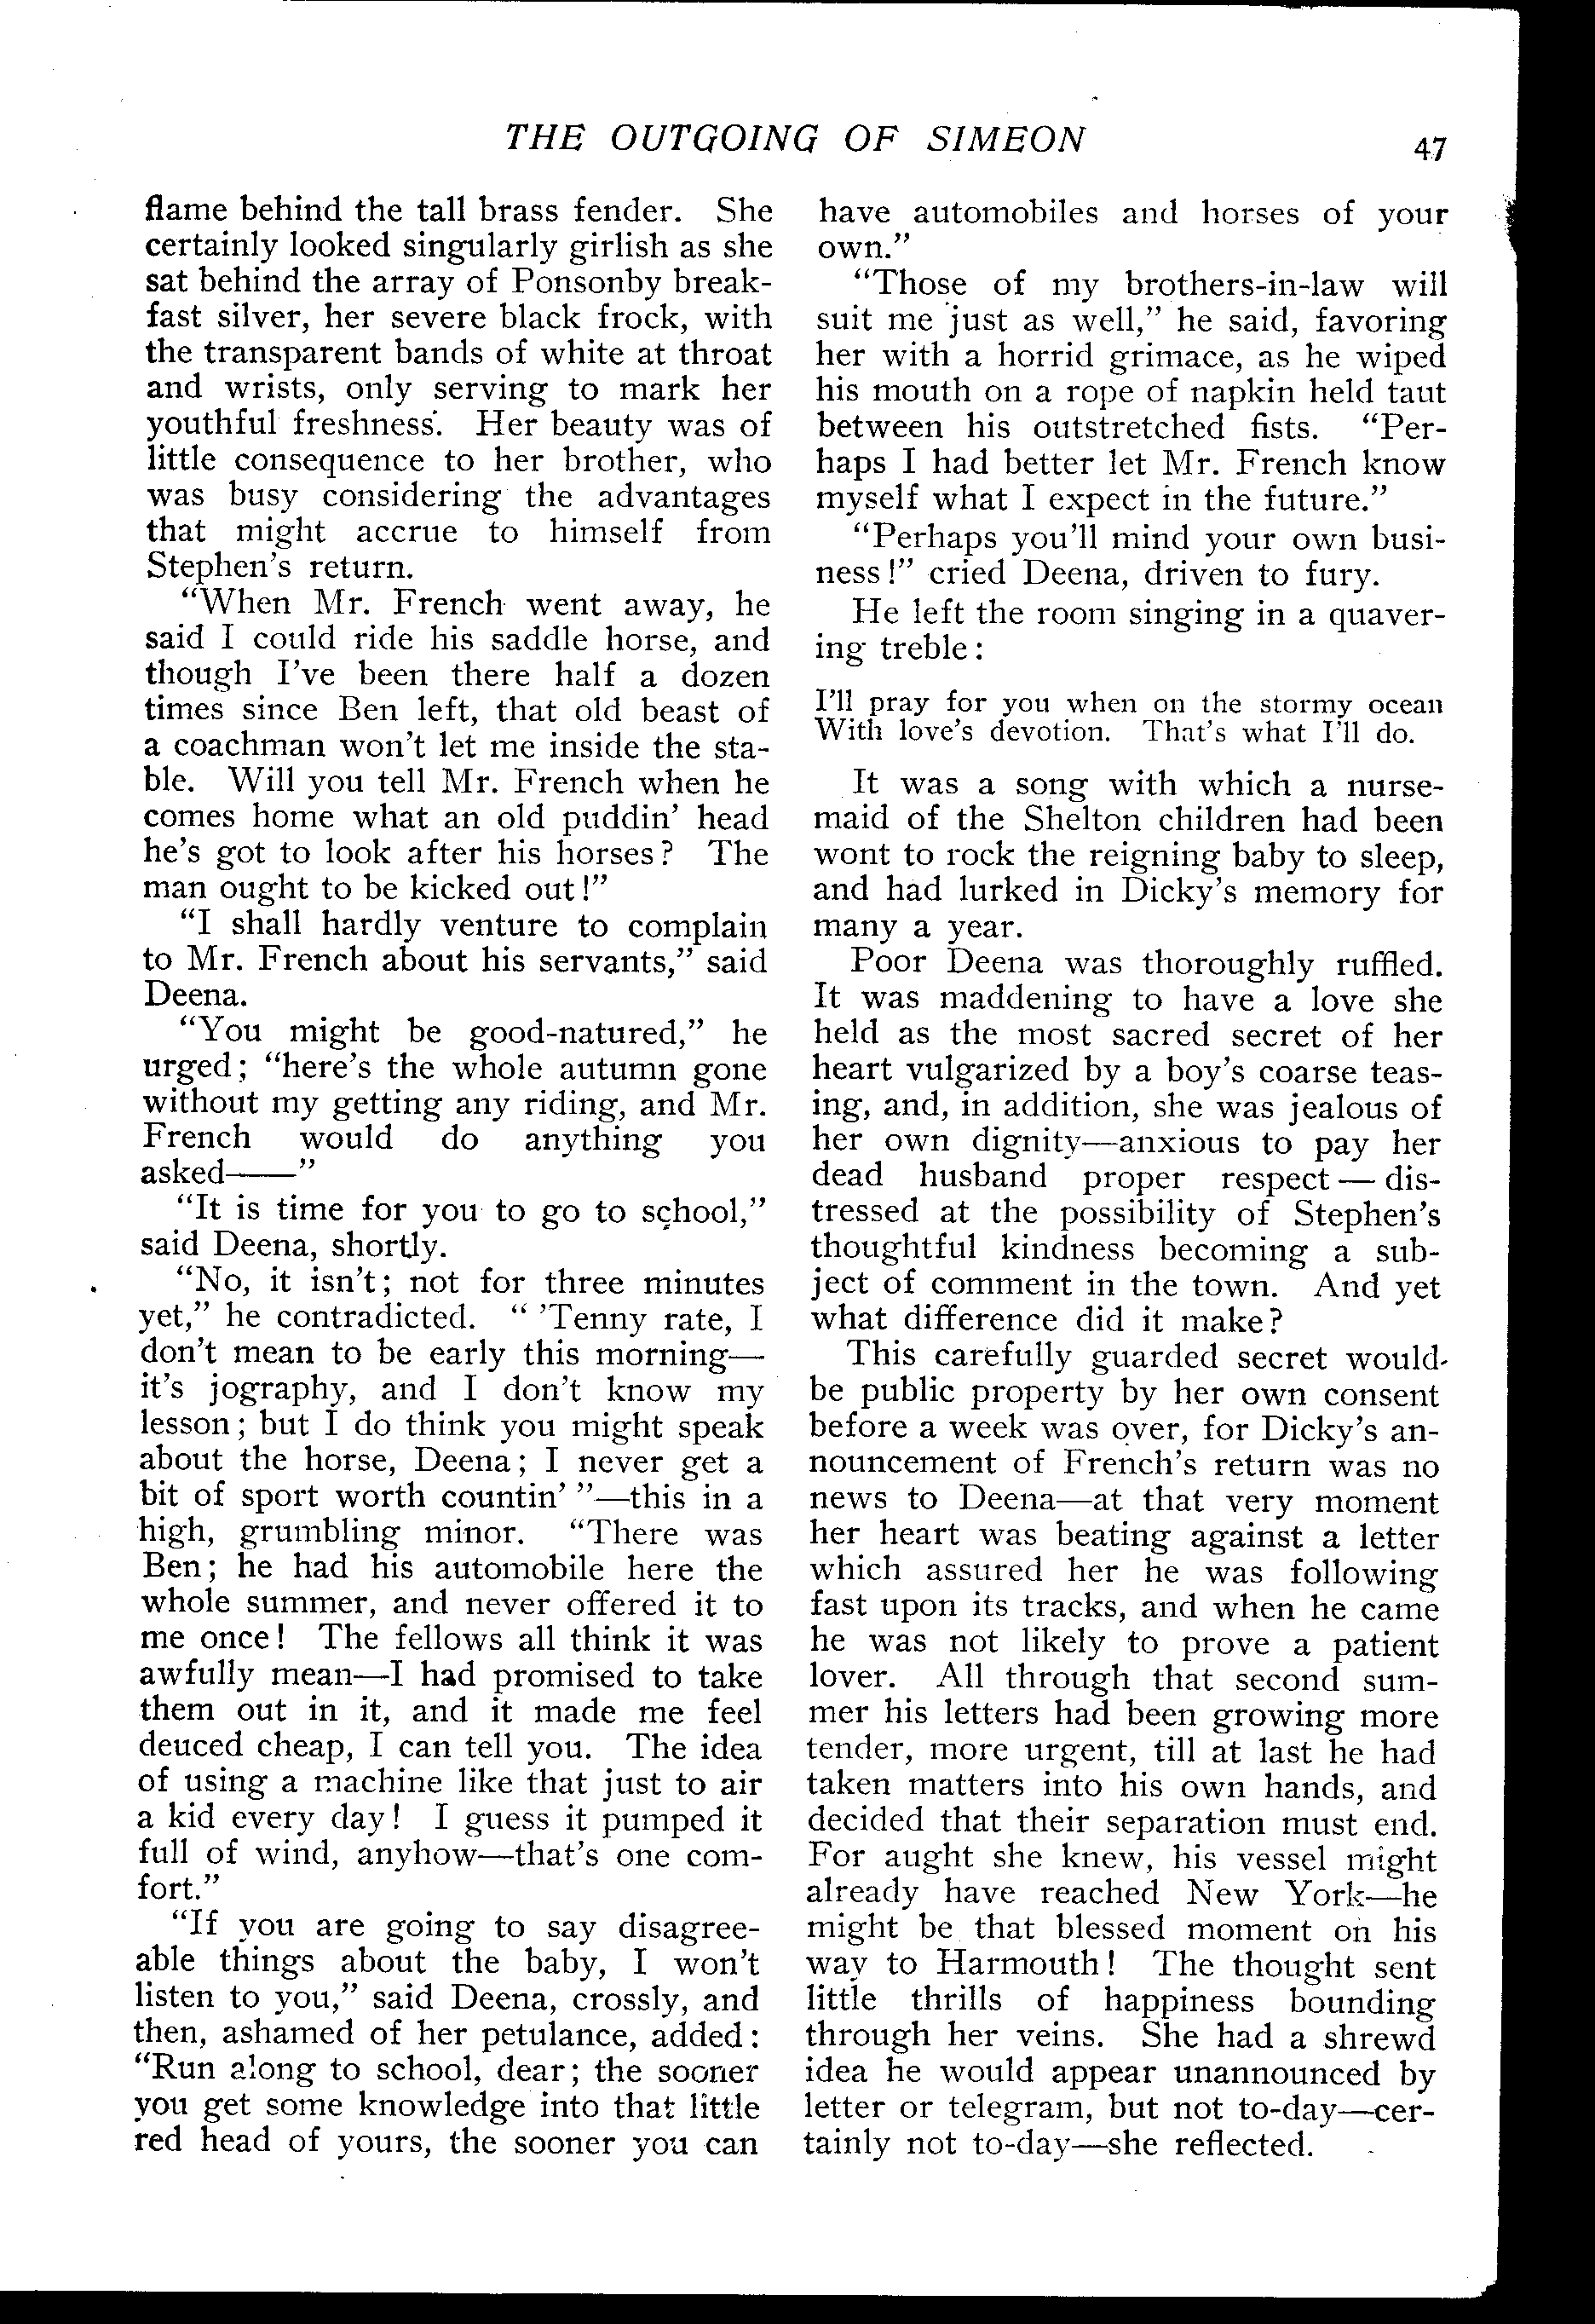 THE OUTGOING OF SIMEON
47
flame behind the tall brass fender. She
certainly looked singularly girlish as she
sat behind the array of Ponsonby break-
fast silver, her severe black frock, with
the transparent bands of white at throat
and wrists, only serving to mark her
youthful freshness. Her beauty was of
little consequence to her brother, who
was busy considering the advantages
that might accrue to himself from
Stephen's return.
"When Mr. French went away, he
said I could ride his saddle horse, and
though I've been there half a dozen
times since Ben left, that old beast of
a coachman won't let me inside the sta-
ble. Will you tell Mr. French when he
comes home what an old puddin' head
he's got to look after his horses? The
man ought to be kicked out!"
"I shall hardly venture to complain
to Mr. French about his servants," said
Deena.
"You might be good-natured," he
urged; "here's the whole autumn gone
without my getting any riding, and Mr.
French would do anything you
asked——"
"It is time for you to go to school,"
said Deena, shortly.
"No, it isn't; not for three minutes
yet," he contradicted. " 'Tenny rate, I
don't mean to be early this morning—
it's jography, and I don't know my
lesson; but I do think you might speak
about the horse, Deena; I never get a
bit of sport worth countin' "—this in a
high, grumbling minor. "There was
Ben; he had his automobile here the
whole summer, and never offered it to
me once! The fellows all think it was
awfully mean—I had promised to take
them out in it, and it made me feel
deuced cheap, I can tell you. The idea
of using a machine like that just to air
a kid every day! I guess it pumped it
full of wind, anyhow—that's one com-
fort."
"If you are going to say disagree-
able things about the baby, I won't
listen to you," said Deena, crossly, and
then, ashamed of her petulance, added:
"Run along to school, dear; the sooner
you get some knowledge into that little
red head of yours, the sooner you can
have automobiles and horses of your
own."
"Those of my brothers-in-law will
suit me just as well," he said, favoring
her with a horrid grimace, as he wiped
his mouth on a rope of napkin held taut
between his outstretched fists. "Per-
haps I had better let Mr. French know
myself what I expect in the future."
"Perhaps you'll mind your own busi-
ness!" cried Deena, driven to fury.
He left the room singing in a quaver-
ing treble:
I'll pray for you when on the stormy ocean
With love's devotion. That's what I'll do.
It was a song with which a nurse-
maid of the Shelton children had been
wont to rock the reigning baby to sleep,
and had lurked in Dicky's memory for
many a year.
Poor Deena was thoroughly ruffled.
It was maddening to have a love she
held as the most sacred secret of her
heart vulgarized by a boy's coarse teas-
ing, and, in addition, she was jealous of
her own dignity—anxious to pay her
dead husband proper respect—dis-
tressed at the possibility of Stephen's
thoughtful kindness becoming a sub-
ject of comment in the town. And yet
what difference did it make?
This carefully guarded secret would
be public property by her own consent
before a week was over, for Dicky's an-
nouncement of French's return was no
news to Deena—at that very moment
her heart was beating against a letter
which assured her he was following
fast upon its tracks, and when he came
he was not likely to prove a patient
lover. All through that second sum-
mer his letters had been growing more
tender, more urgent, till at last he had
taken matters into his own hands, and
decided that their separation must end.
For aught she knew, his vessel might
already have reached New York—he
might be that blessed moment on his
way to Harmouth! The thought sent
little thrills of happiness bounding
through her veins. She had a shrewd
idea he would appear unannounced by
letter or telegram, but not to-day—cer-
tainly not to-day—she reflected.